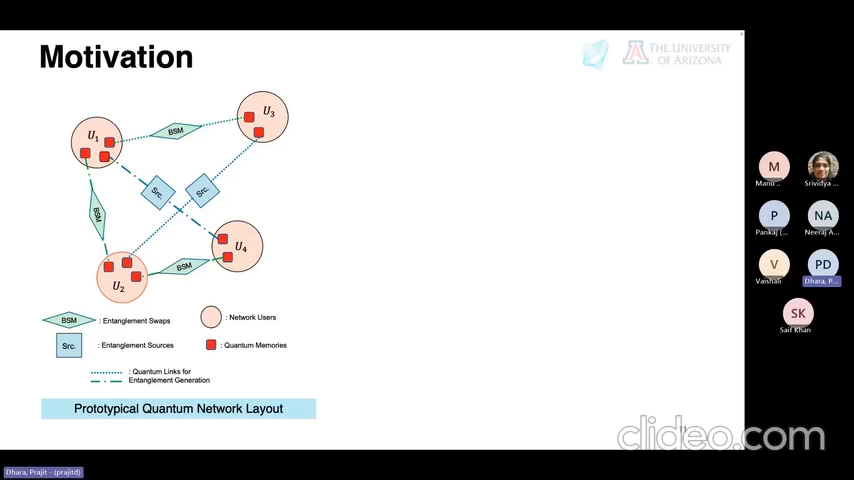 Motivation
THE UNIVERSITY
OF ARIZONA
U₁
U₃
BSM
Src.
Src.
BSM
U₄
BSM
U₂
BSM : Entanglement Swaps
: Network Users
Src. : Entanglement Sources
: Quantum Memories
: Quantum Links for
Entanglement Generation
Prototypical Quantum Network Layout
M
Manu ..
Srividya ...
P
Pankaj (...
NA
Neeraj A...
V
Vaishali
PD
Dhara, P...
SK
Saif Khan
11
clideo.com
Dhara, Prajit - (prajitd)